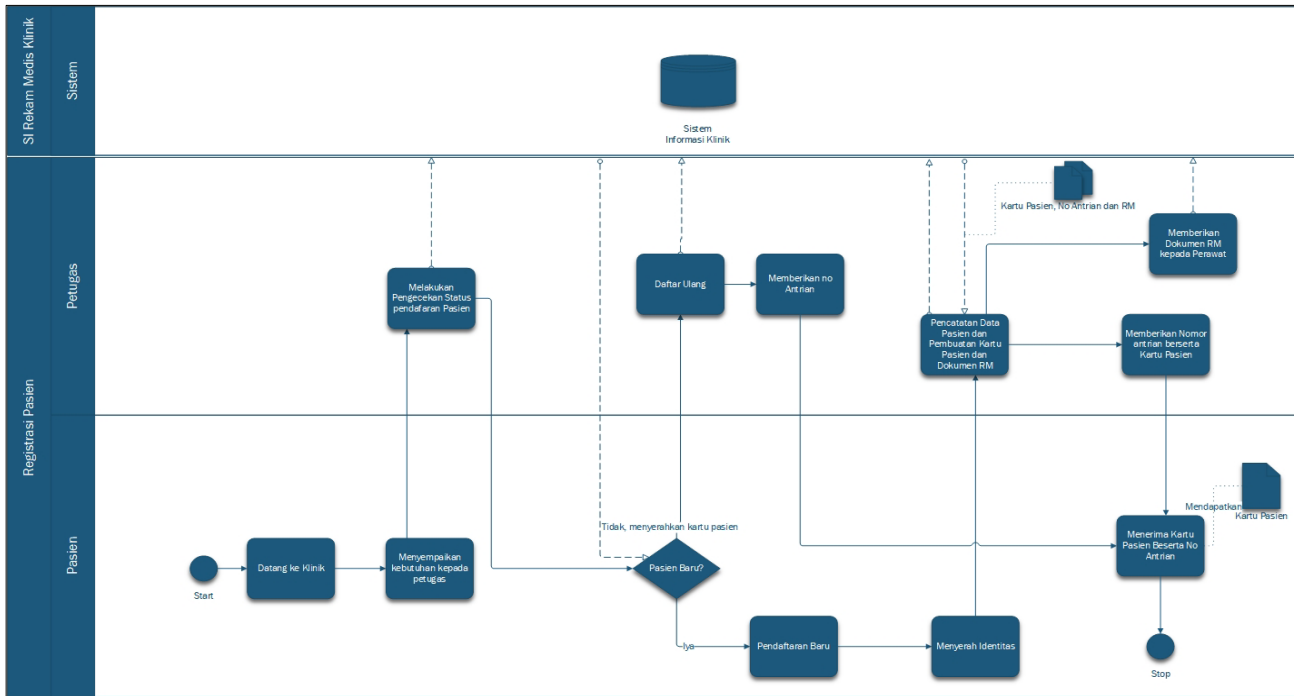 SI Rekam Medis Klinik
Sistem
Sistem
Informasi Klinik
Registrasi Pasien
Petugas
Kartu Pasien, No Antrian dan RM
Memberikan
Dokumen RM
kepada Perawat
Melakukan
Pengecekan Status
pendafaran Pasien
Daftar Ulang
Memberikan no
Antrian
Pencatatan Data
Pasien dan
Pembuatan Kartu
Pasien dan
Dokumen RM
Memberikan Nomor
antrian berserta
Kartu Pasien
Pasien
Mendapatkan
Kartu Pasien
Tidak, menyerahkan kartu pasien
Menerima Kartu
Pasien Beserta No
Antrian
Start
Datang ke Klinik
Menyempaikan
kebutuhan kepada
petugas
Pasien Baru?
Iya
Pendaftaran Baru
Menyerah Identitas
Stop